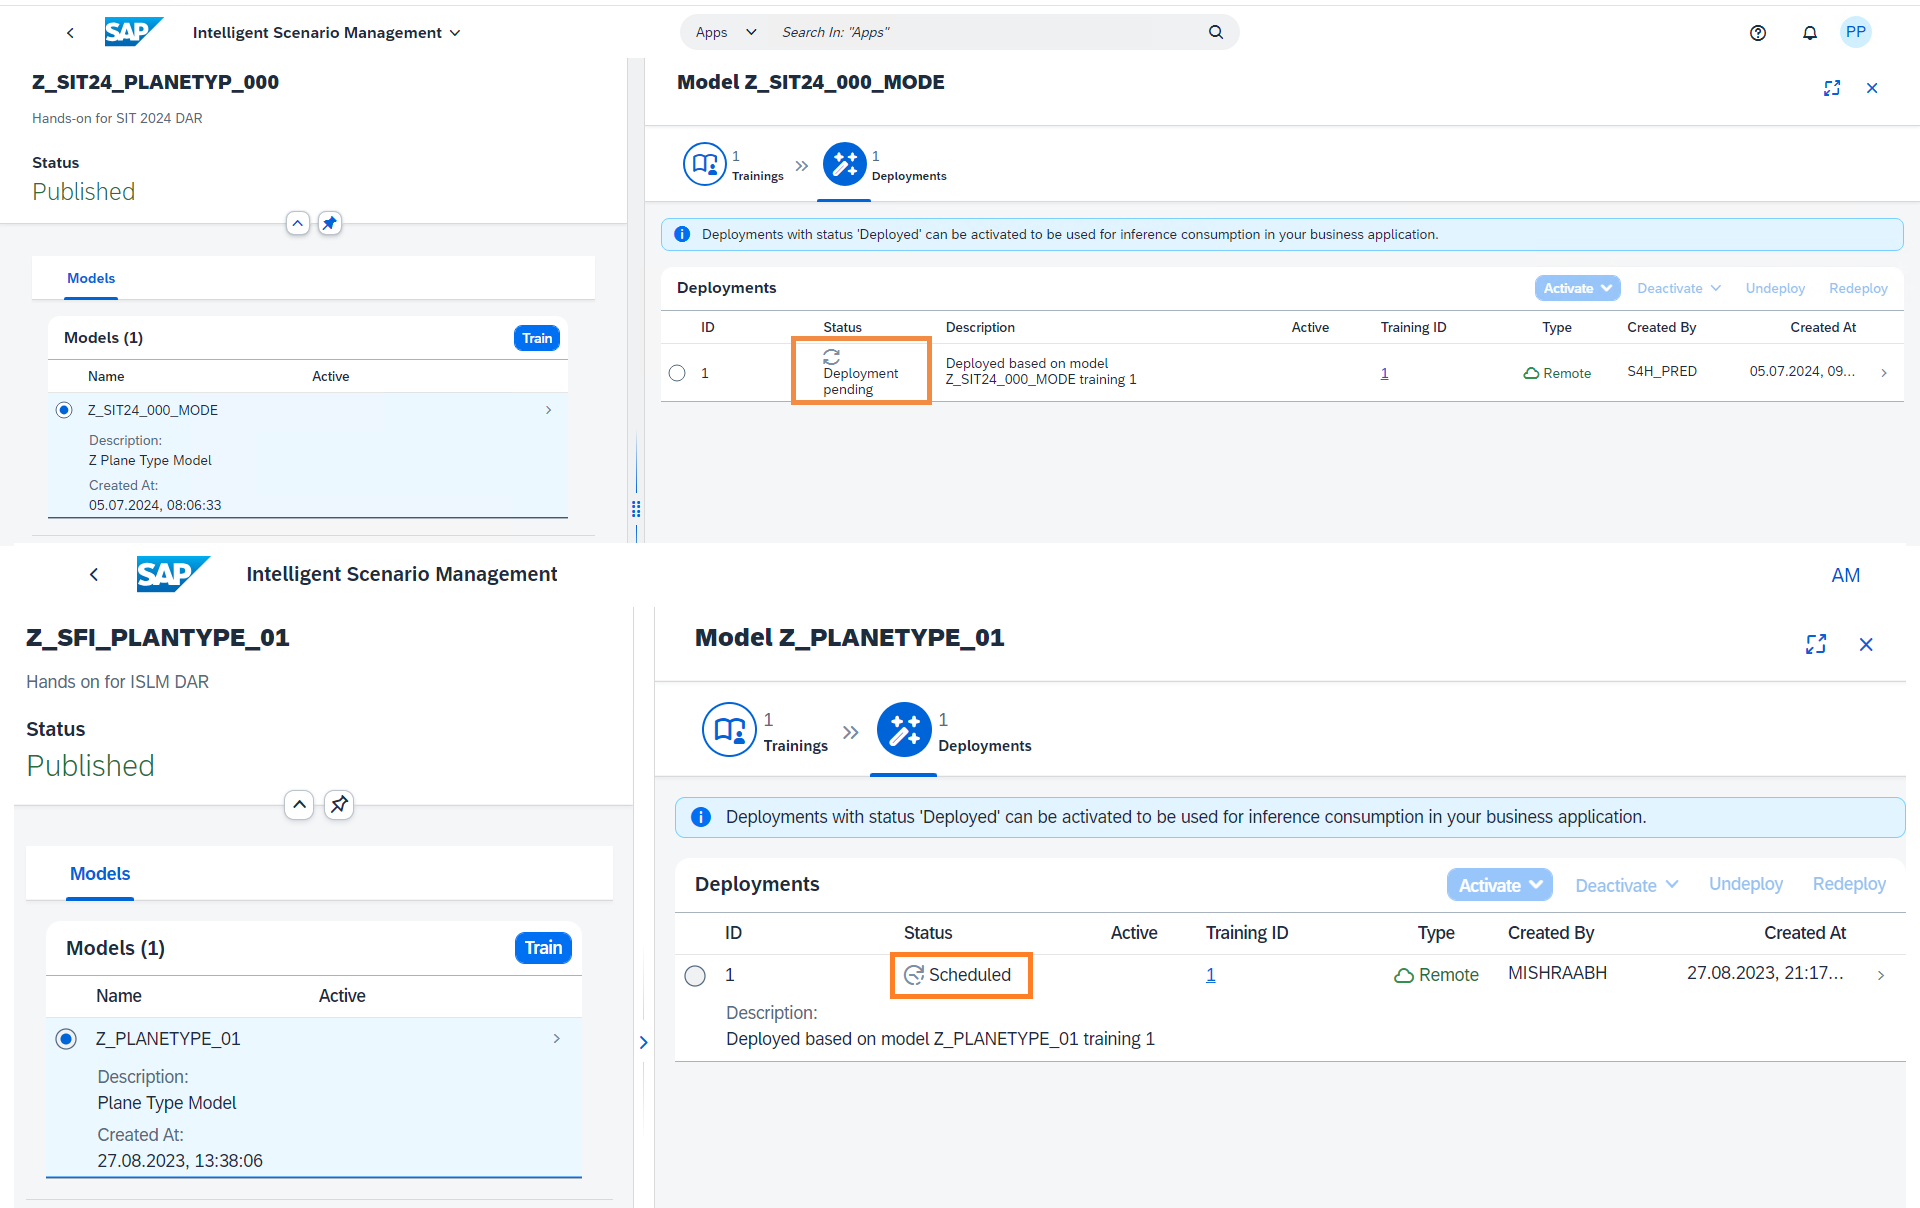 SAP
Intelligent Scenario Management
Apps
Search In: "Apps"
PP
Z_SIT24_PLANETYP_000
Hands-on for SIT 2024 DAR
Status
Published
Models
Models (1)
Train
Name Active
Z_SIT24_000_MODE
Description:
Z Plane Type Model
Created At:
05.07.2024, 08:06:33
Model Z_SIT24_000_MODE
1
Trainings
1
Deployments
Deployments with status 'Deployed' can be activated to be used for inference consumption in your business application.
Deployments
Activate Deactivate Undeploy Redeploy
ID Status Description Active Training ID Type Created By Created At
1
Deployment
pending
Deployed based on model
Z_SIT24_000_MODE training 1
1
Remote
S4H_PRED
05.07.2024, 09...
SAP
Intelligent Scenario Management
AM
Z_SFI_PLANTYPE_01
Hands on for ISLM DAR
Status
Published
Models
Models (1)
Train
Name Active
Z_PLANETYPE_01
Description:
Plane Type Model
Created At:
27.08.2023, 13:38:06
Model Z_PLANETYPE_01
1
Trainings
1
Deployments
Deployments with status 'Deployed' can be activated to be used for inference consumption in your business application.
Deployments
Activate Deactivate Undeploy Redeploy
ID Status Active Training ID Type Created By Created At
1 Scheduled 1 Remote MISHRAABH 27.08.2023, 21:17...
Description:
Deployed based on model Z_PLANETYPE_01 training 1